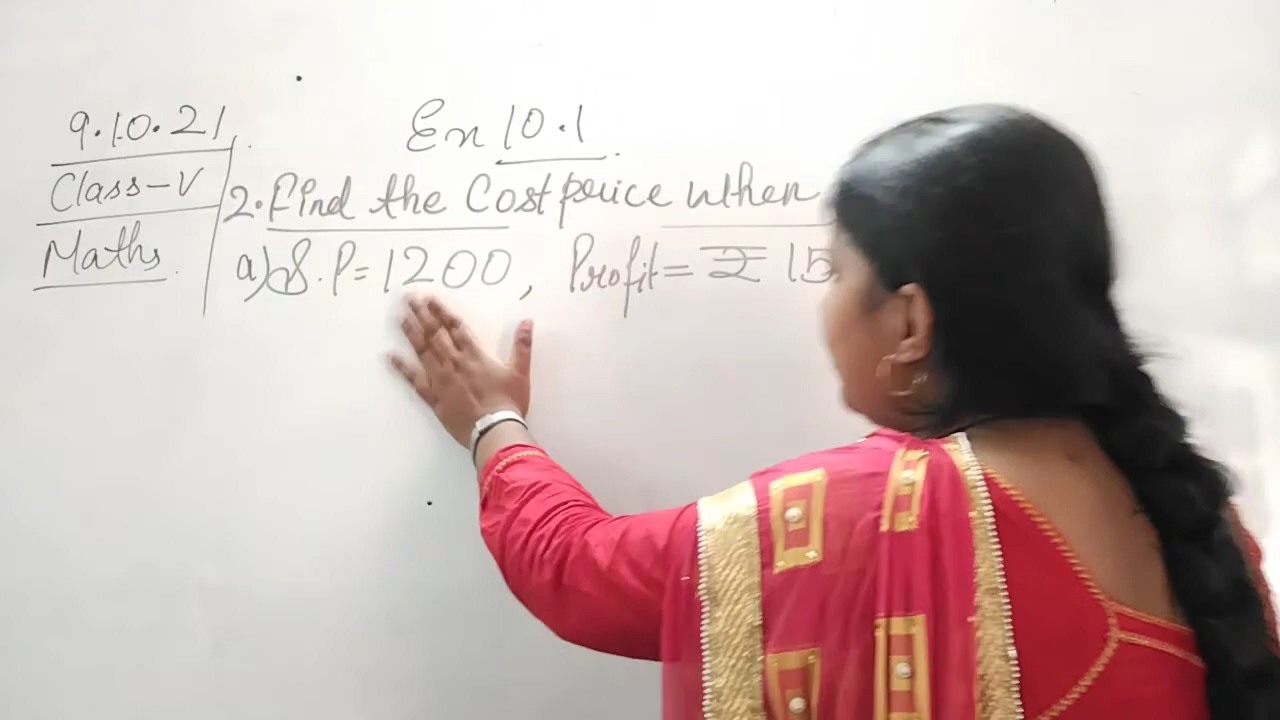 9.10.21
Ex 10.1
Class-V
2. Find the Cost price when
Maths
a) S.P = 1200, Profit = ₹ 15